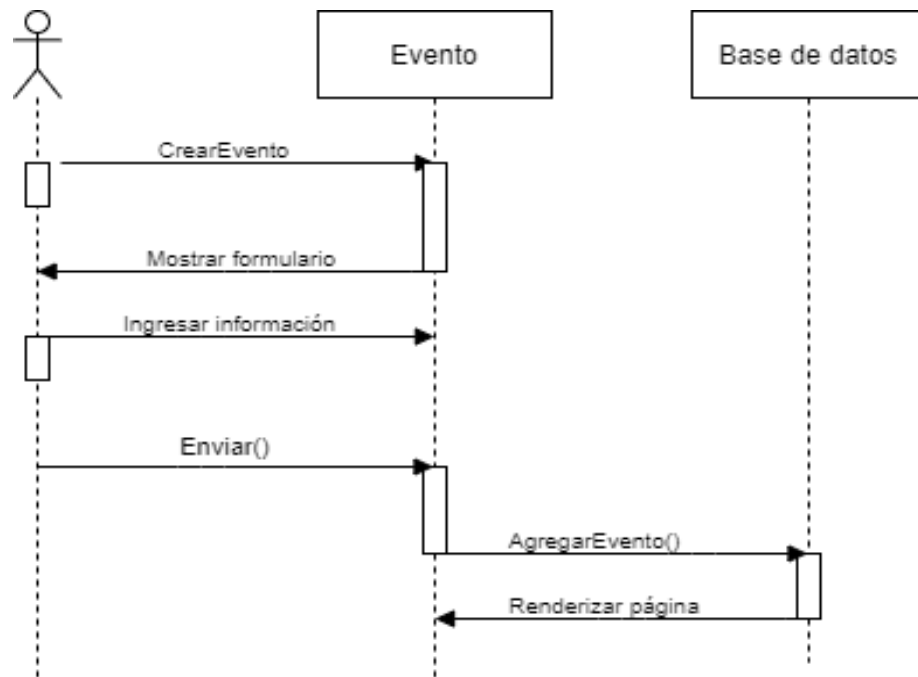 Evento
Base de datos
CrearEvento
Mostrar formulario
Ingresar información
Enviar()
AgregarEvento()
Renderizar página